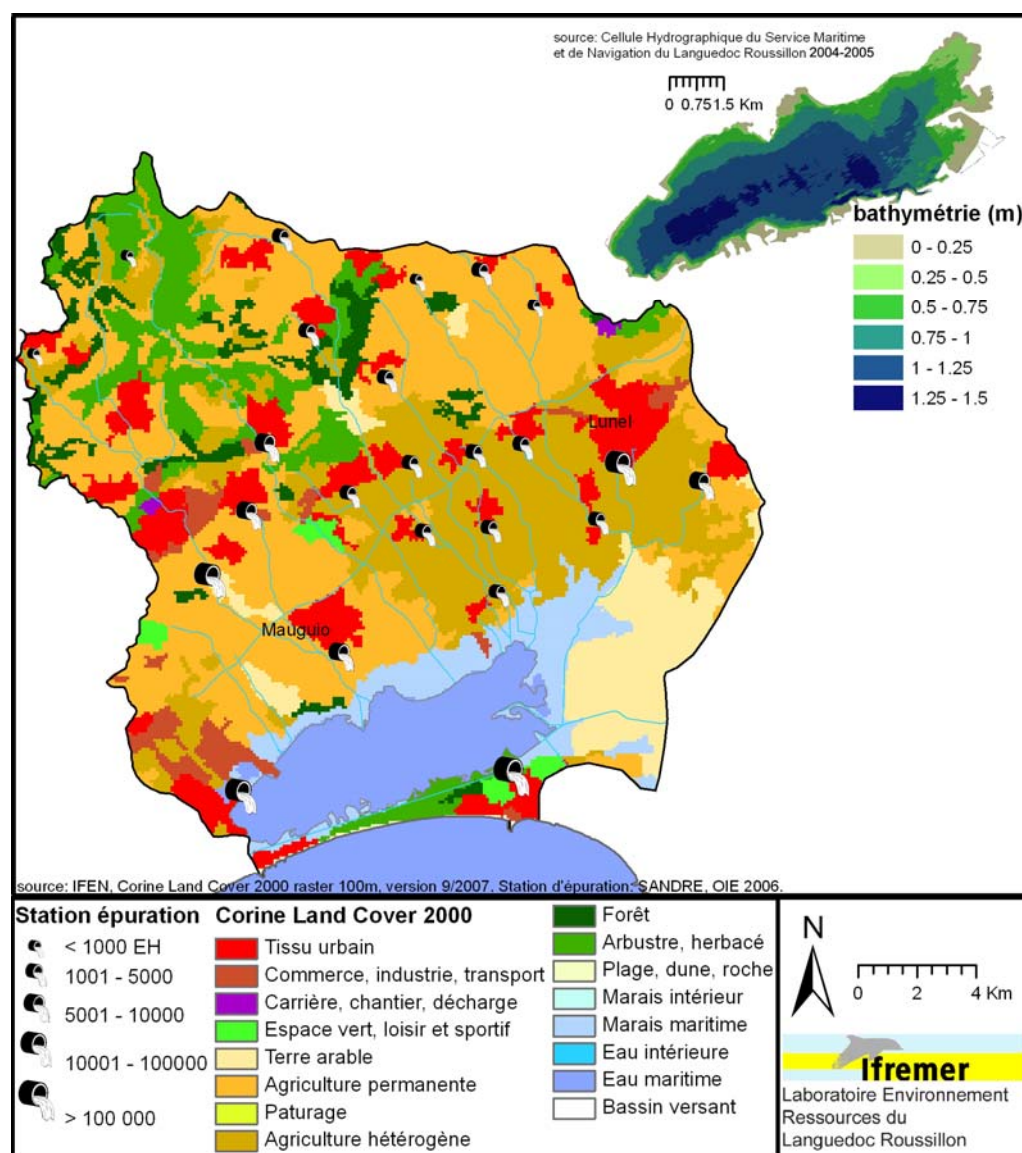 source: Cellule Hydrographique du Service Maritime
et de Navigation du Languedoc Roussillon 2004-2005
0 0.75 1.5 Km
bathymétrie (m)
0 - 0.25
0.25 - 0.5
0.5 - 0.75
0.75 - 1
1 - 1.25
1.25 - 1.5
Lunel
Mauguio
source: IFEN, Corine Land Cover 2000 raster 100m, version 9/2007, Station d'épuration: SANDRE, OIE 2006.
Station épuration
< 1000 EH
1001 - 5000
5001 - 10000
10001 - 100000
> 100 000
Corine Land Cover 2000
Tissu urbain
Commerce, industrie, transport
Carrière, chantier, décharge
Espace vert, loisir et sportif
Terre arable
Agriculture permanente
Paturage
Agriculture hétérogène
Forêt
Arbustre, herbacé
Plage, dune, roche
Marais intérieur
Marais maritime
Eau intérieure
Eau maritime
Bassin versant
N
0 2 4 Km
Ifremer
Laboratoire Environnement
Ressources du
Languedoc Roussillon